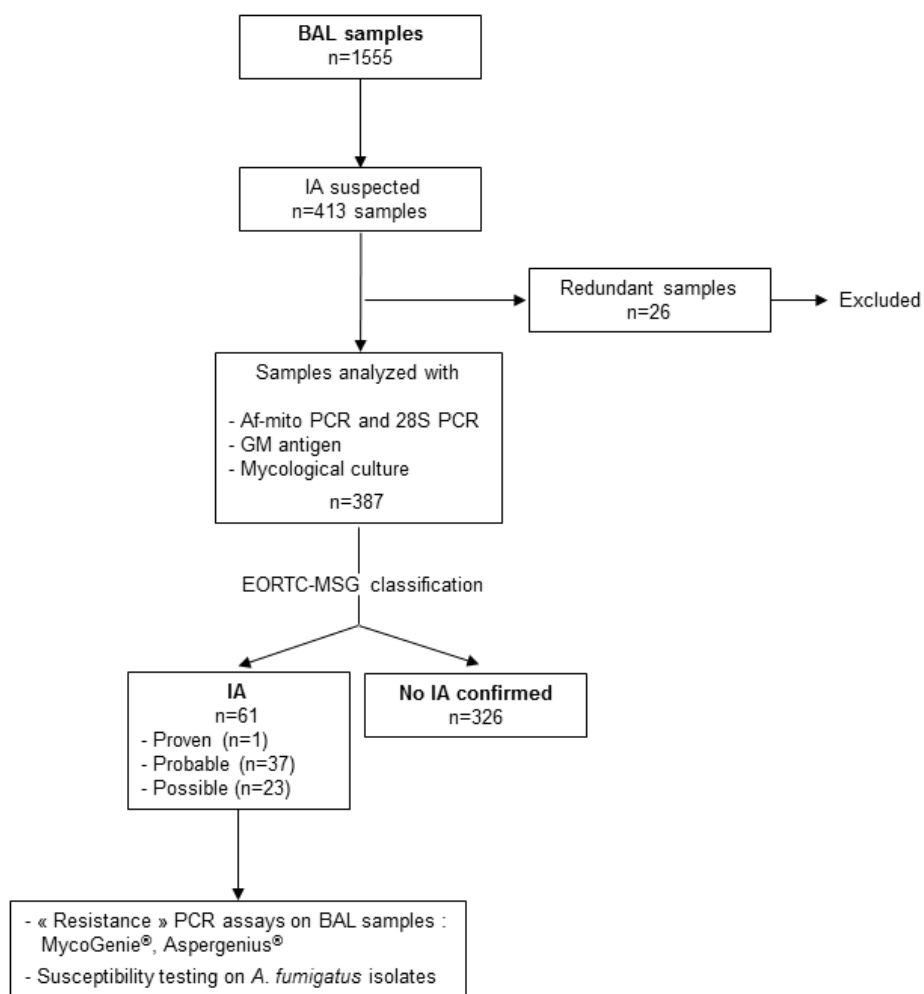 BAL samples
n=1555
IA suspected
n=413 samples
Redundant samples
n=26
Excluded
Samples analyzed with
- Af-mito PCR and 28S PCR
- GM antigen
- Mycological culture
n=387
EORTC-MSG classification
IA
n=61
- Proven (n=1)
- Probable (n=37)
- Possible (n=23)
No IA confirmed
n=326
- « Resistance » PCR assays on BAL samples :
MycoGenie®, Aspergenius®
- Susceptibility testing on A. fumigatus isolates